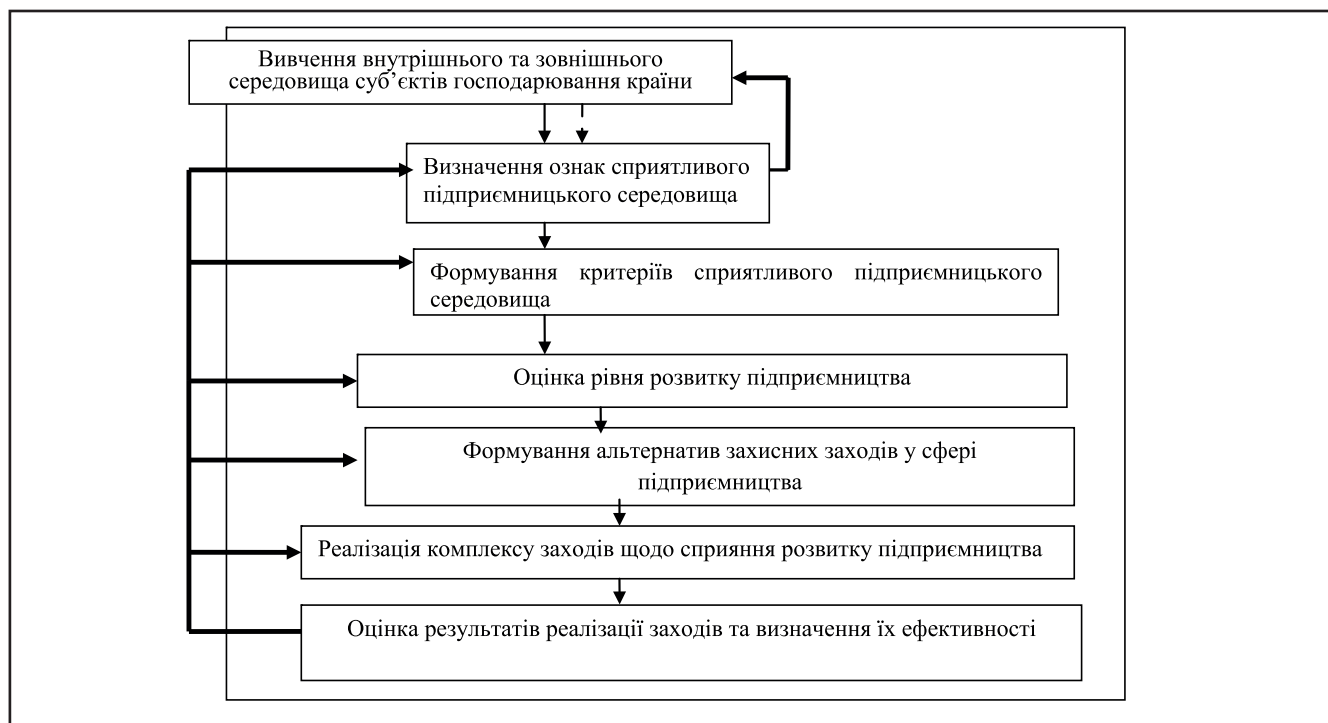 Вивчення внутрішнього та зовнішнього
середовища суб’єктів господарювання країни
Визначення ознак сприятливого
підприємницького середовища
Формування критеріїв сприятливого підприємницького
середовища
Оцінка рівня розвитку підприємництва
Формування альтернатив захисних заходів у сфері
підприємництва
Реалізація комплексу заходів щодо сприяння розвитку підприємництва
Оцінка результатів реалізації заходів та визначення їх ефективності